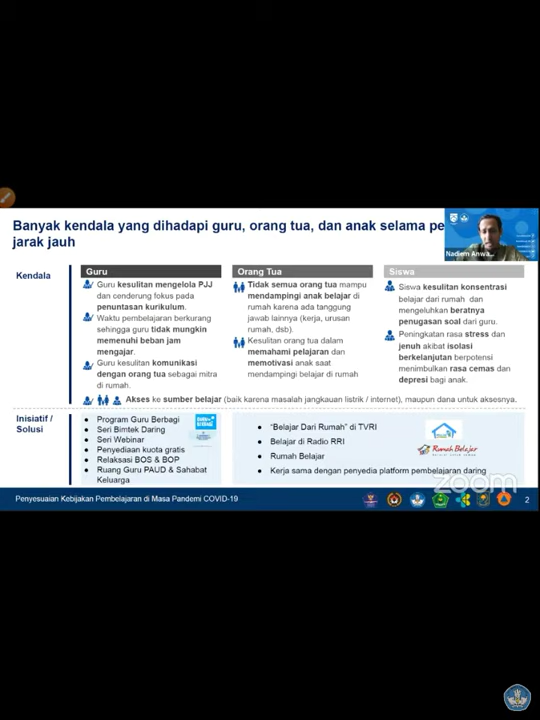 Banyak kendala yang dihadapi guru, orang tua, dan anak selama pe
jarak jauh
Nadiem Anwa...
Kendala
Guru
Guru kesulitan mengelola PJJ
dan cenderung fokus pada
penuntasan kurikulum.
Waktu pembelajaran berkurang
sehingga guru tidak mungkin
memenuhi beban jam
mengajar.
Guru kesulitan komunikasi
dengan orang tua sebagai mitra
di rumah.
Orang Tua
Tidak semua orang tua mampu
mendampingi anak belajar di
rumah karena ada tanggung
jawab lainnya (kerja, urusan
rumah, dsb).
Kesulitan orang tua dalam
memahami pelajaran dan
memotivasi anak saat
mendampingi belajar di rumah
Siswa
Siswa kesulitan konsentrasi
belajar dari rumah dan
mengeluhkan beratnya
penugasan soal dari guru.
Peningkatan rasa stress dan
jenuh akibat isolasi
berkelanjutan berpotensi
menimbulkan rasa cemas dan
depresi bagi anak.
Akses ke sumber belajar (baik karena masalah jangkauan listrik / internet), maupun dana untuk aksesnya.
Inisiatif /
Solusi
● Program Guru Berbagi
● Seri Bimtek Daring
● Seri Webinar
● Penyediaan kuota gratis
● Relaksasi BOS & BOP
● Ruang Guru PAUD & Sahabat
Keluarga
● "Belajar Dari Rumah" di TVRI
● Belajar di Radio RRI
● Rumah Belajar
● Kerja sama dengan penyedia platform pembelajaran daring
Rumah Belajar
zoom
Penyesuaian Kebijakan Pembelajaran di Masa Pandemi COVID-19
2